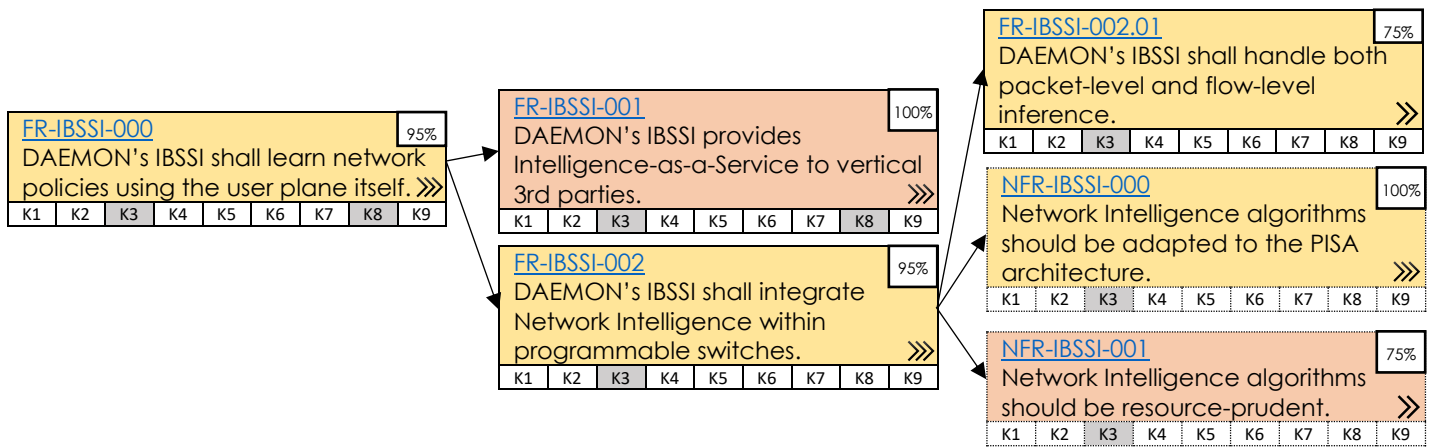 FR-IBSSI-000
95%
DAEMON’s IBSSI shall learn network
policies using the user plane itself.
K1 K2 K3 K4 K5 K6 K7 K8 K9
FR-IBSSI-001
100%
DAEMON’s IBSSI provides
Intelligence-as-a-Service to vertical
3rd parties.
K1 K2 K3 K4 K5 K6 K7 K8 K9
FR-IBSSI-002
95%
DAEMON’s IBSSI shall integrate
Network Intelligence within
programmable switches.
K1 K2 K3 K4 K5 K6 K7 K8 K9
FR-IBSSI-002.01
75%
DAEMON’s IBSSI shall handle both
packet-level and flow-level
inference.
K1 K2 K3 K4 K5 K6 K7 K8 K9
NFR-IBSSI-000
100%
Network Intelligence algorithms
should be adapted to the PISA
architecture.
K1 K2 K3 K4 K5 K6 K7 K8 K9
NFR-IBSSI-001
75%
Network Intelligence algorithms
should be resource-prudent.
K1 K2 K3 K4 K5 K6 K7 K8 K9